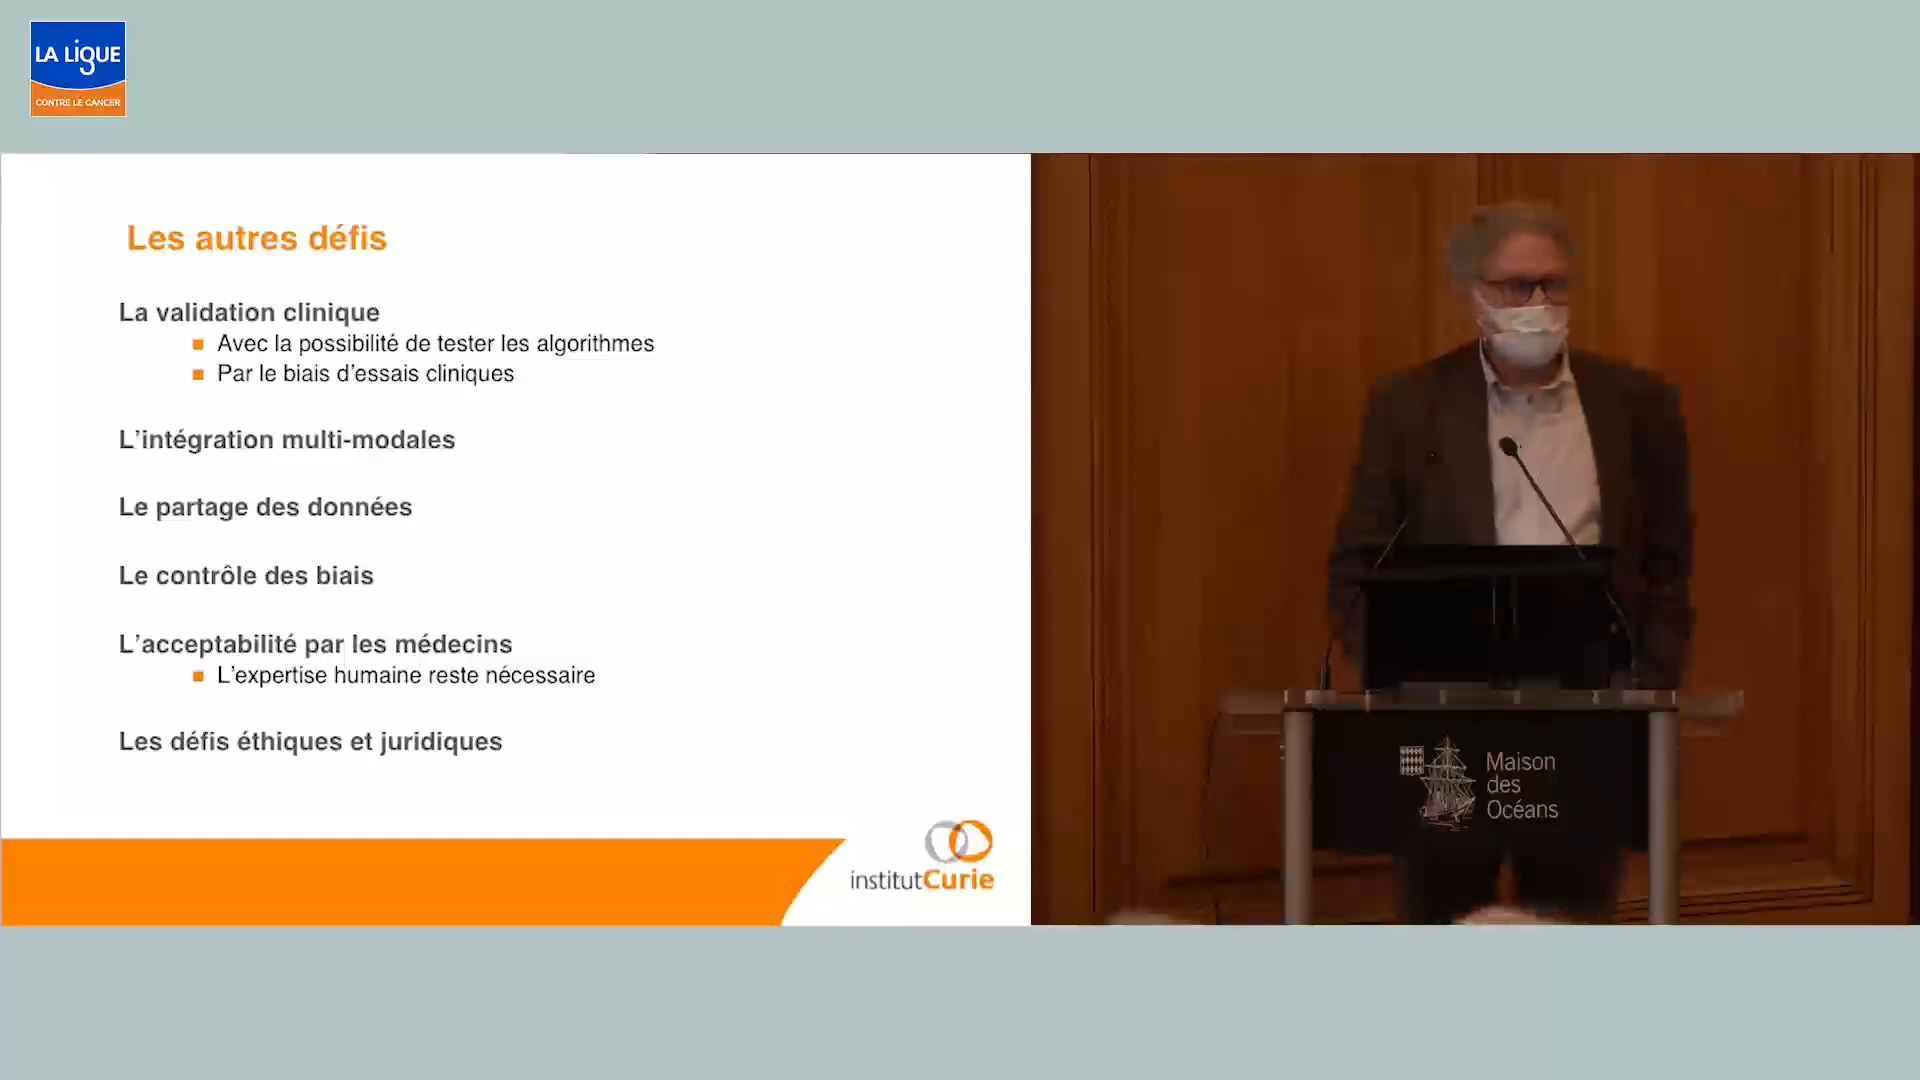 LA LIGUE
CONTRE LE CANCER
Les autres défis
La validation clinique
Avec la possibilité de tester les algorithmes
Par le biais d'essais cliniques
L'intégration multi-modales
Le partage des données
Le contrôle des biais
L'acceptabilité par les médecins
L'expertise humaine reste nécessaire
Les défis éthiques et juridiques
institutCurie
Maison
des
Océans